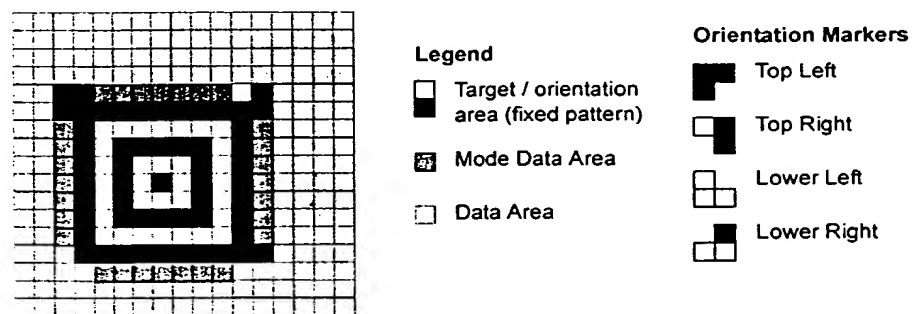 Legend
Target / orientation
area (fixed pattern)
Mode Data Area
Data Area
Orientation Markers
Top Left
Top Right
Lower Left
Lower Right